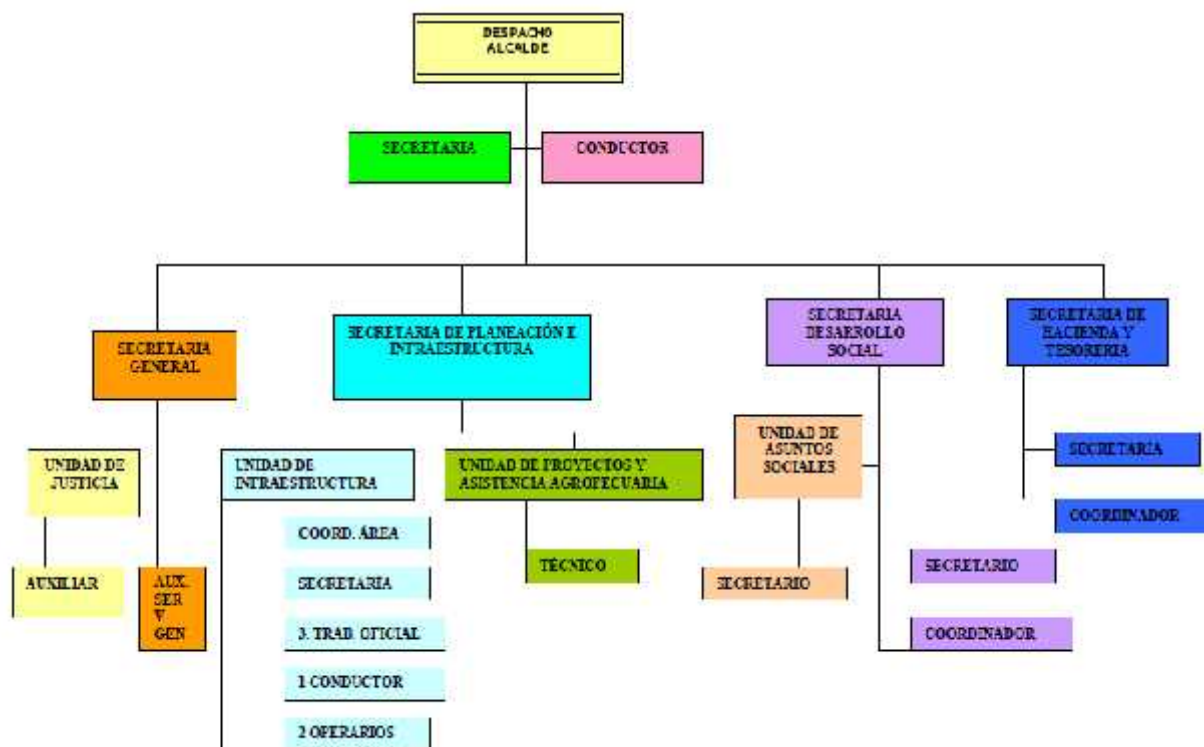 DESPACHO
ALCALDE
SECRETARIA
CONDUCTOR
SECRETARIA
GENERAL
SECRETARIA DE PLANEACIÓN E
INFRAESTRUCTURA
SECRETARIA
DESARROLLO
SOCIAL
SECRETARIA DE
HACIENDA Y
TESORERIA
UNIDAD DE
JUSTICIA
AUXILIAR
AUX.
SER
V
GEN
UNIDAD DE
INFRAESTRUCTURA
COORD. ÁREA
SECRETARÍA
3. TRAB. OFICIAL
1 CONDUCTOR
2 OPERARIOS
UNIDAD DE PROYECTOS Y
ASISTENCIA AGROPECUARIA
TÉCNICO
UNIDAD DE
ASUNTOS
SOCIALES
SECRETARIO
SECRETARIO
COORDINADOR
SECRETARIA
COORDINADOR